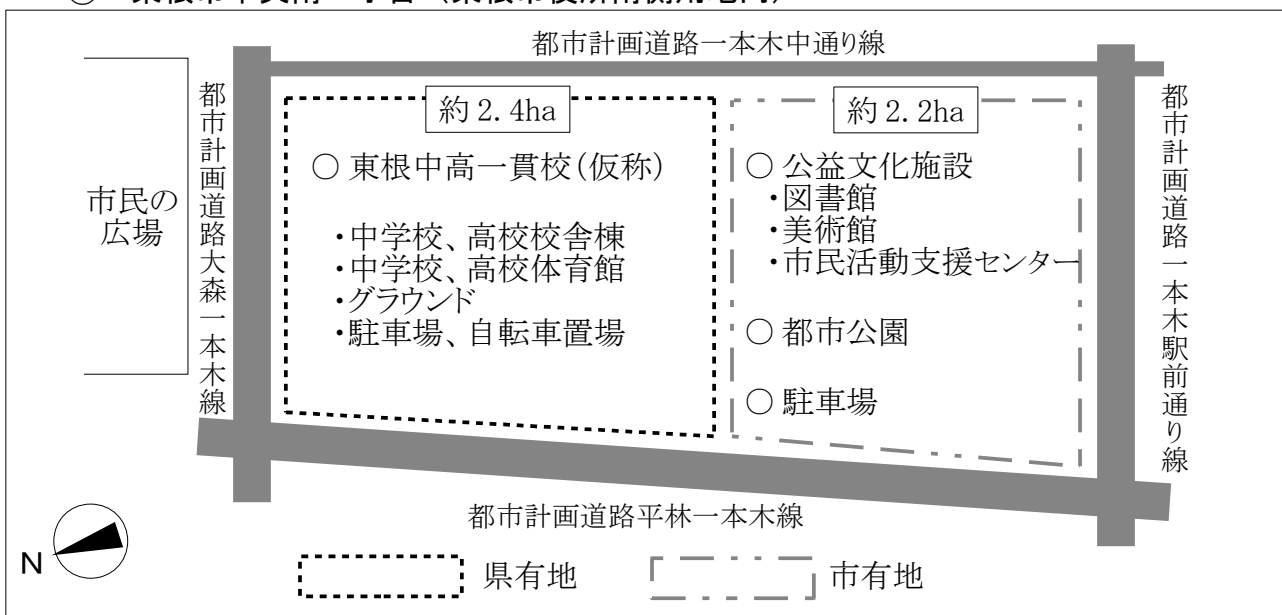 都市計画道路一本木中通り線
都市計画道路大森一本木線
都市計画道路一本木駅前通り線
市民の
広場
約2.4ha
○ 東根中高一貫校(仮称)
・中学校、高校校舎棟
・中学校、高校体育館
・グラウンド
・駐車場、自転車置場
約2.2ha
○ 公益文化施設
・図書館
・美術館
・市民活動支援センター
○ 都市公園
○ 駐車場
都市計画道路平林一本木線
N
県有地
市有地